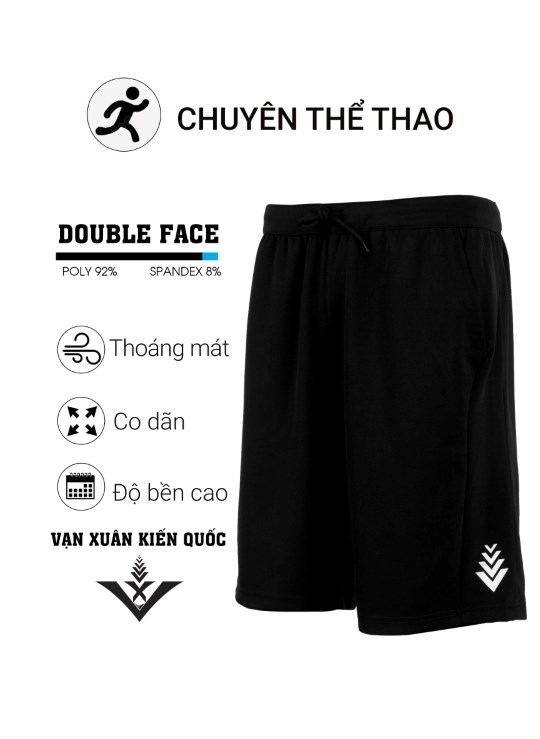 CHUYÊN THỂ THAO
DOUBLE FACE
POLY 92% SPANDEX 8%
Thoáng mát
Co dãn
Độ bền cao
VẠN XUÂN KIẾN QUỐC